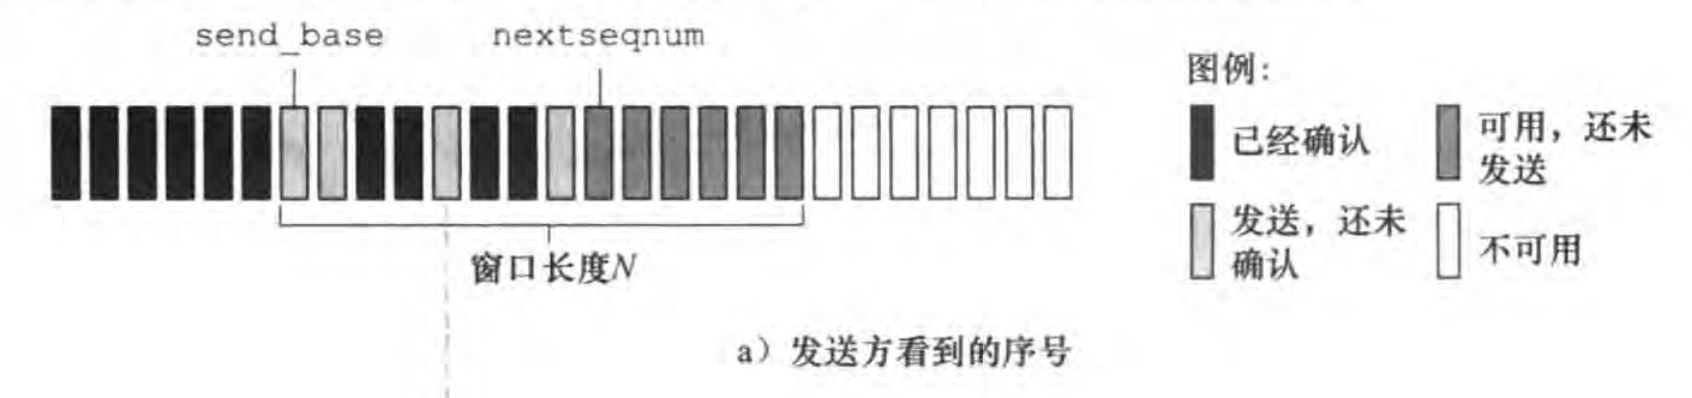 send_base nextseqnum
图例:
已经确认
可用，还未
发送
发送，还未
确认
不可用
窗口长度N
a）发送方看到的序号